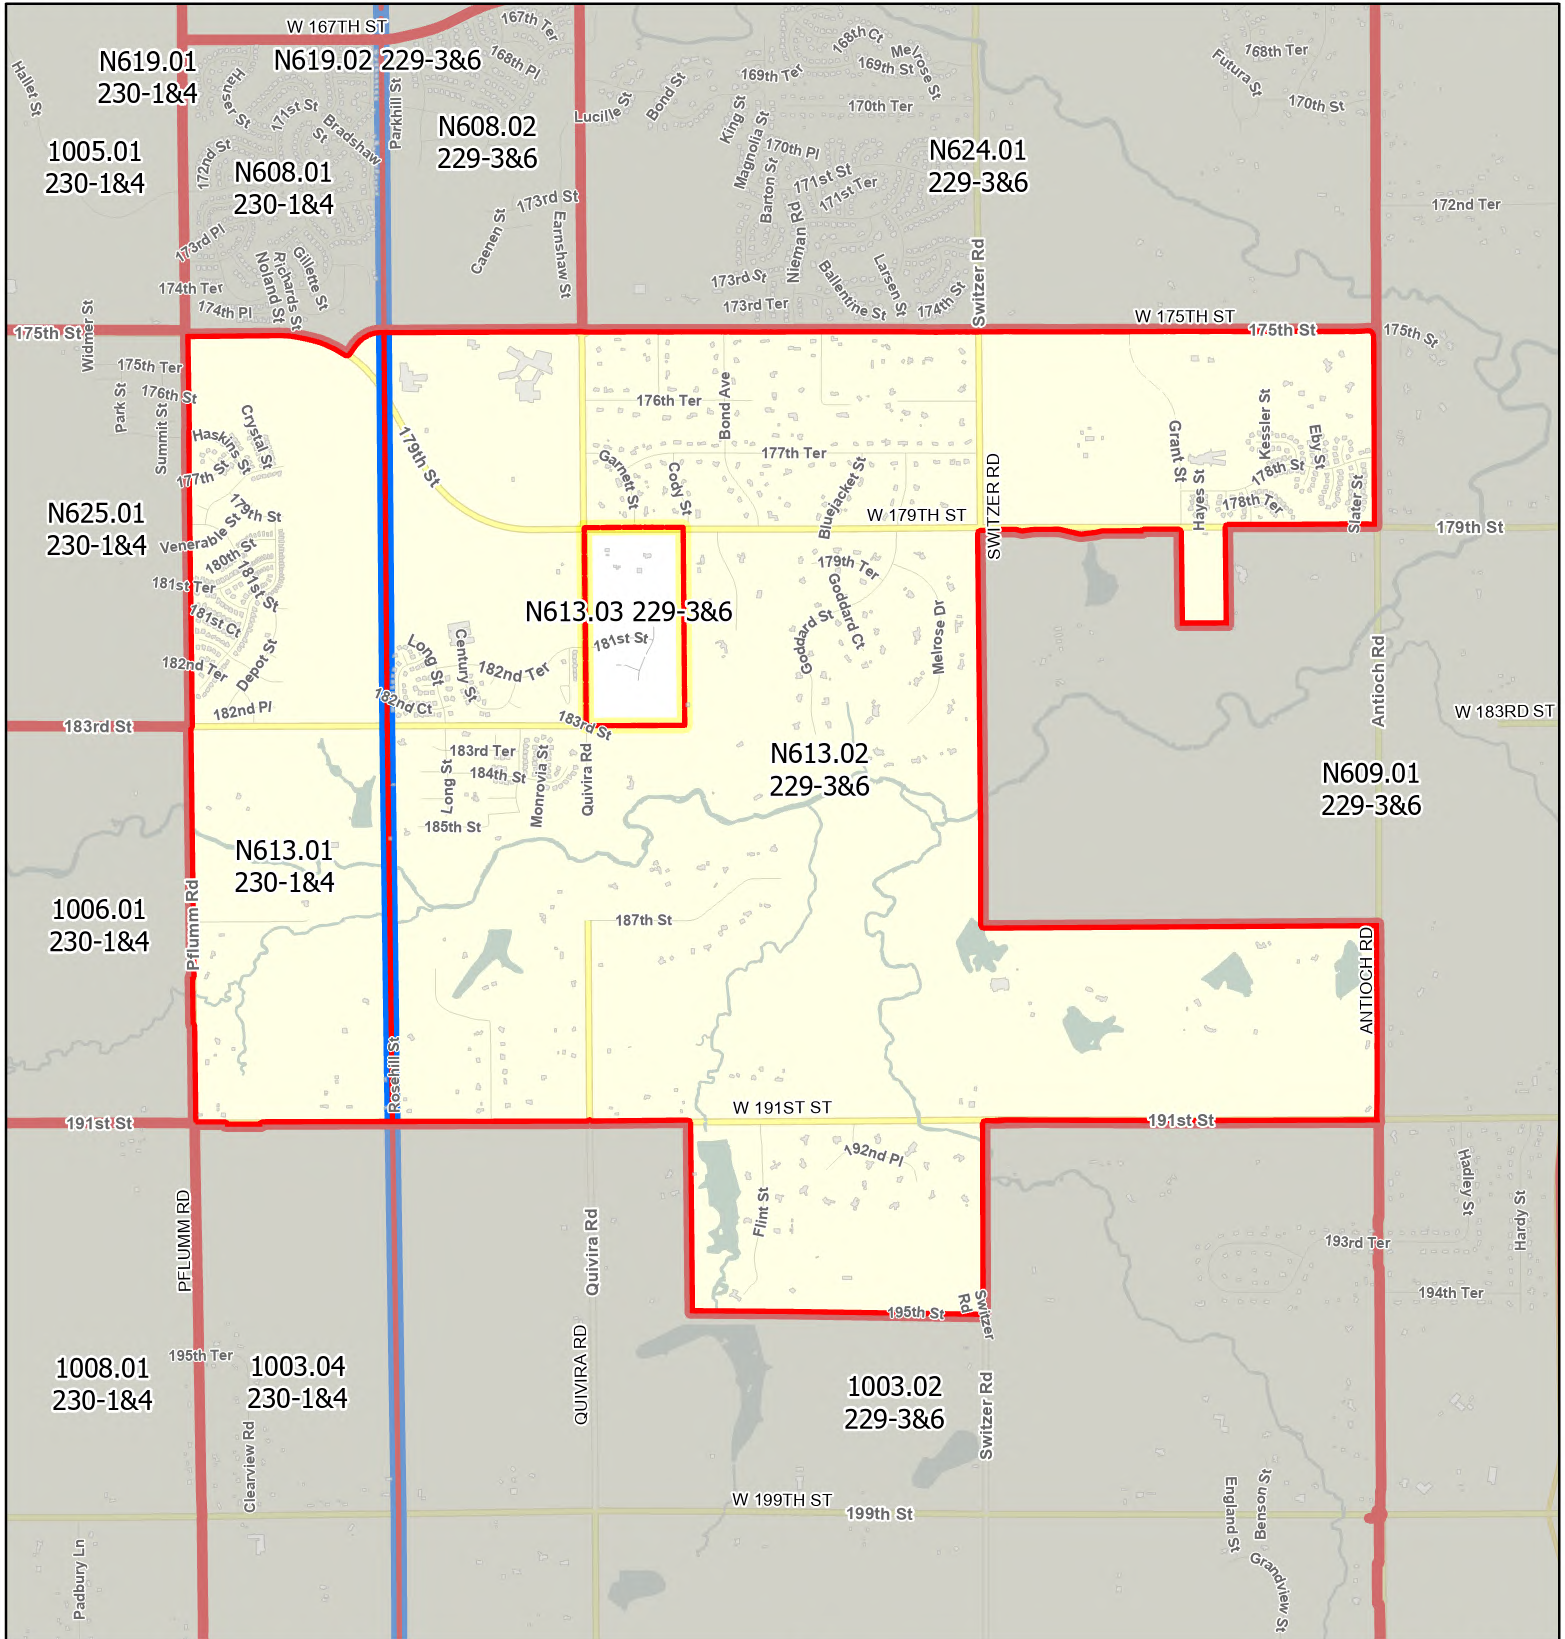 W 167TH ST
167th Ter
N619.01
230-1&4
N619.02 229-3&6
168th Pl
168th Ct
Melrose St
169th St
169th Ter
168th Ter
Futura St
Hallet St
Hauser St
171st St
Bradshaw St
Parkhill St
Lucille St
Bond St
King St
170th Ter
170th St
N608.02
229-3&6
1005.01
230-1&4
172nd St
N608.01
230-1&4
Magnolia St
170th Pl
Barton St
171st St
171st Ter
N624.01
229-3&6
172nd Ter
173rd St
Caenen St
Earnshaw St
Nieman Rd
173rd Pl
Gillette St
Richards St
Noland St
174th Ter
174th Pl
173rd St
173rd Ter
Ballentine St
Larsen St
174th St
Switzer Rd
W 175TH ST
175th St
175th St
175th St
Widmer St
175th Ter
176th St
Park St
Summit St
Crystal St
Haskins St
177th St
176th Ter
Bond Ave
177th Ter
179th St
Garnett St
Cody St
Bluejacket St
Grant St
Kessler St
Eby St
178th St
178th Ter
Hayes St
Slater St
N625.01
230-1&4
179th St
Venerable St
180th St
181st St
181st Ter
181st Ct
182nd Ter
Depot St
182nd Pl
W 179TH ST
SWITZER RD
179th St
179th Ter
Goddard Ct
Goddard St
Melrose Dr
N613.03 229-3&6
181st St
Long St
Century St
182nd Ter
182nd Ct
183rd St
183rd St
Antioch Rd
W 183RD ST
183rd Ter
184th St
Long St
Monrovia St
Quivira Rd
185th St
N613.02
229-3&6
N609.01
229-3&6
N613.01
230-1&4
1006.01
230-1&4
Pflumm Rd
187th St
ANTIOCH RD
Rosehill St
191st St
W 191ST ST
191st St
192nd Pl
Flint St
PFLUMM RD
Quivira Rd
Hadley St
Hardy St
193rd Ter
194th Ter
195th St
Switzer Rd
195th Ter
1008.01
230-1&4
1003.04
230-1&4
QUIVIRA RD
1003.02
229-3&6
Switzer Rd
Clearview Rd
W 199TH ST
199th St
England St
Benson St
Grandview St
Padbury Ln